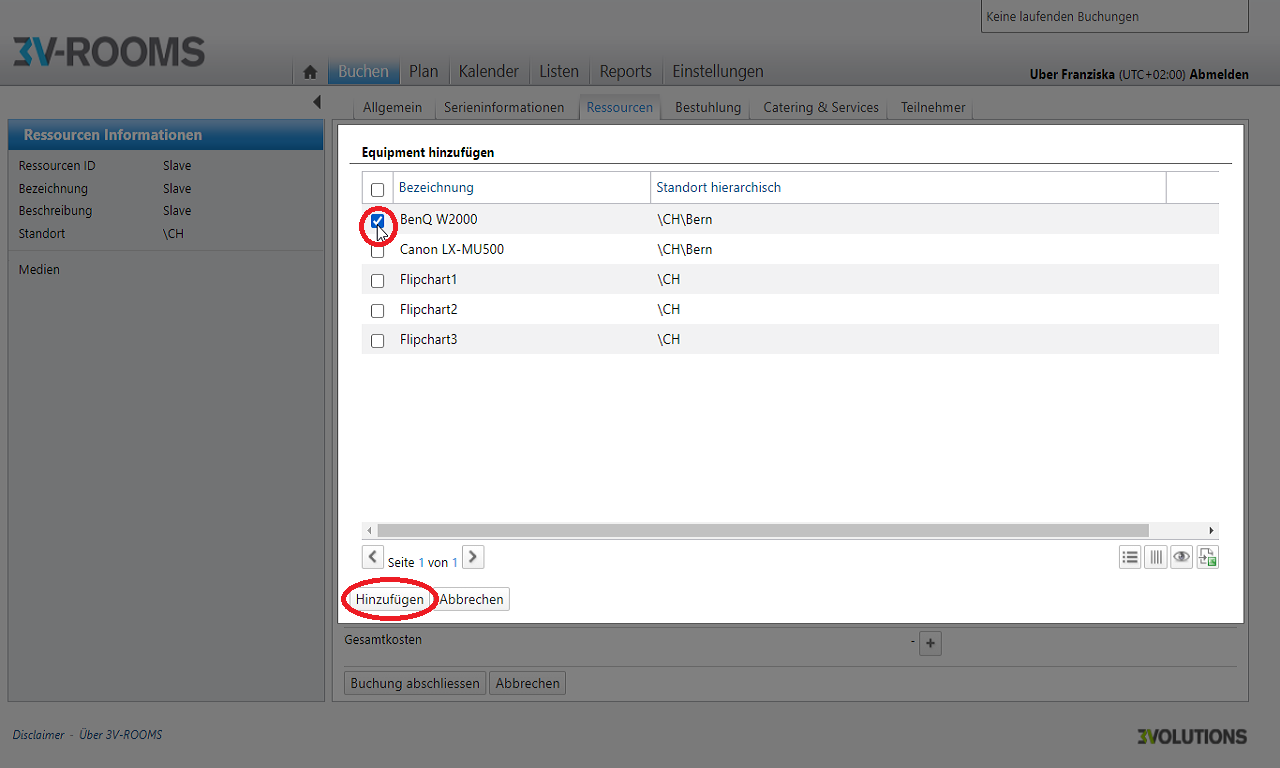 Keine laufenden Buchungen
3V-ROOMS
Buchen Plan Kalender Listen Reports Einstellungen
Uber Franziska (UTC+02:00) Abmelden
Allgemein Serieninformationen Ressourcen Bestuhlung Catering & Services Teilnehmer
Ressourcen Informationen
Ressourcen ID Slave
Bezeichnung Slave
Beschreibung Slave
Standort \CH
Medien
Equipment hinzufügen
Bezeichnung Standort hierarchisch
BenQ W2000 \CH\Bern
Canon LX-MU500 \CH\Bern
Flipchart1 \CH
Flipchart2 \CH
Flipchart3 \CH
Seite 1 von 1
Hinzufügen Abbrechen
Gesamtkosten - +
Buchung abschliessen Abbrechen
Disclaimer - Über 3V-ROOMS
3VOLUTIONS